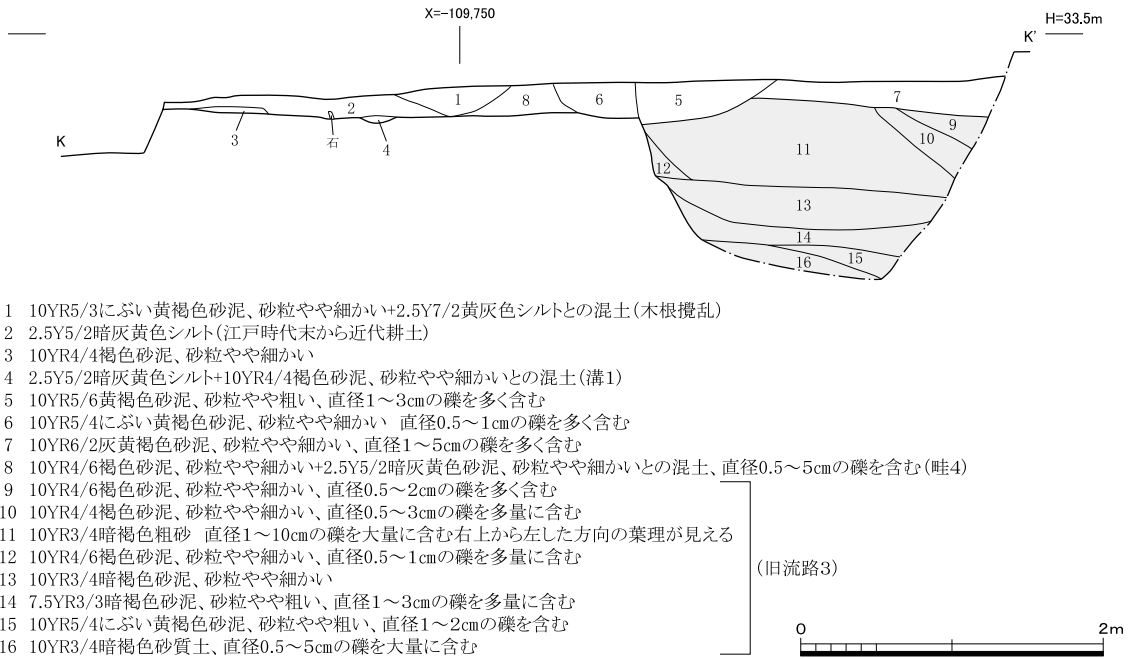 X=-109,750
H=33.5m
K'
K
1
8
6
5
7
2
3
石
4
9
10
11
12
13
14
15
16
1 10YR5/3にぶい黄褐色砂泥、砂粒やや細かい+2.5Y7/2黄灰色シルトとの混土(木根攪乱)
2 2.5Y5/2暗灰黄色シルト(江戸時代末から近代耕土)
3 10YR4/4褐色砂泥、砂粒やや細かい
4 2.5Y5/2暗灰黄色シルト+10YR4/4褐色砂泥、砂粒やや細かいとの混土(溝1)
5 10YR5/6黄褐色砂泥、砂粒やや粗い、直径1～3cmの礫を多く含む
6 10YR5/4にぶい黄褐色砂泥、砂粒やや細かい 直径0.5～1cmの礫を多く含む
7 10YR6/2灰黄褐色砂泥、砂粒やや細かい、直径1～5cmの礫を多く含む
8 10YR4/6褐色砂泥、砂粒やや細かい+2.5Y5/2暗灰黄色砂泥、砂粒やや細かいとの混土、直径0.5～5cmの礫を含む(畦4)
9 10YR4/6褐色砂泥、砂粒やや細かい、直径0.5～2cmの礫を多く含む
10 10YR4/4褐色砂泥、砂粒やや細かい、直径0.5～3cmの礫を多量に含む
11 10YR3/4暗褐色粗砂 直径1～10cmの礫を大量に含む右上から左した方向の葉理が見える
12 10YR4/6褐色砂泥、砂粒やや細かい、直径0.5～1cmの礫を多量に含む
13 10YR3/4暗褐色砂泥、砂粒やや細かい
14 7.5YR3/3暗褐色砂泥、砂粒やや粗い、直径1～3cmの礫を多量に含む
15 10YR5/4にぶい黄褐色砂泥、砂粒やや粗い、直径1～2cmの礫を含む
16 10YR3/4暗褐色砂質土、直径0.5～5cmの礫を大量に含む
(旧流路3)
0
2m